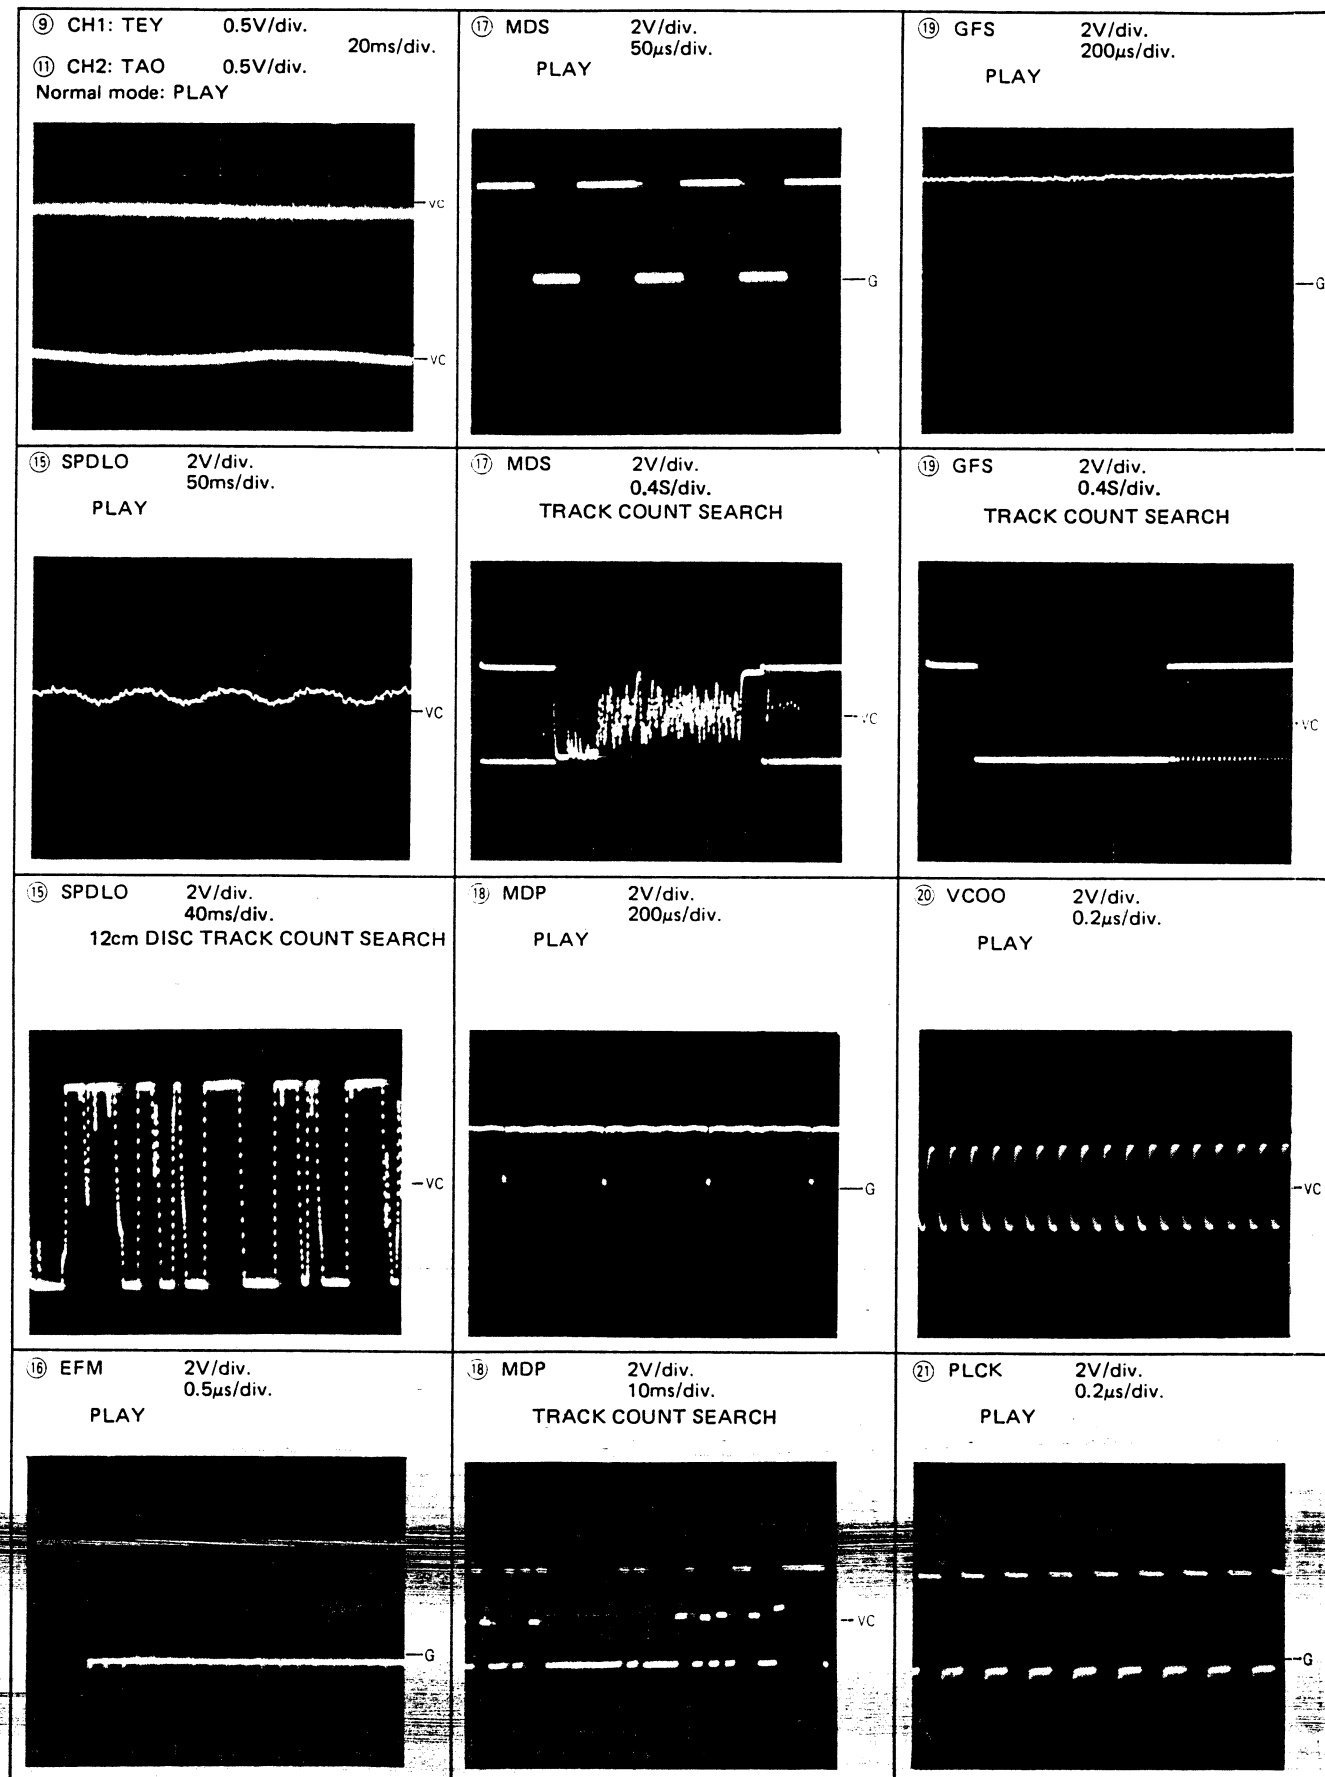 ⑨ CH1: TEY 0.5V/div.
20ms/div.
⑪ CH2: TAO 0.5V/div.
Normal mode: PLAY
VC
VC
⑰ MDS 2V/div.
50µs/div.
PLAY
G
⑲ GFS 2V/div.
200µs/div.
PLAY
G
⑮ SPDLO 2V/div.
50ms/div.
PLAY
VC
⑰ MDS 2V/div.
0.4S/div.
TRACK COUNT SEARCH
VC
⑲ GFS 2V/div.
0.4S/div.
TRACK COUNT SEARCH
VC
⑮ SPDLO 2V/div.
40ms/div.
12cm DISC TRACK COUNT SEARCH
VC
⑱ MDP 2V/div.
200µs/div.
PLAY
G
⑳ VCOO 2V/div.
0.2µs/div.
PLAY
VC
⑯ EFM 2V/div.
0.5µs/div.
PLAY
G
⑱ MDP 2V/div.
10ms/div.
TRACK COUNT SEARCH
VC
㉑ PLCK 2V/div.
0.2µs/div.
PLAY
G